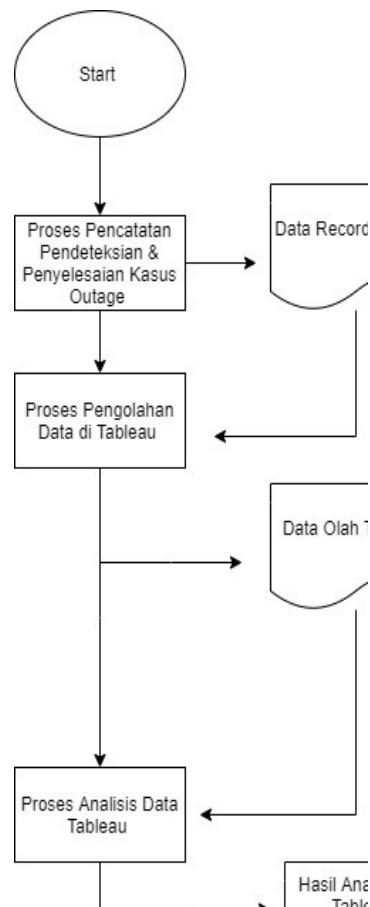 Start
Proses Pencatatan
Pendeteksian &
Penyelesaian Kasus
Outage
Data Record
Proses Pengolahan
Data di Tableau
Data Olah
Proses Analisis Data
Tableau
Hasil